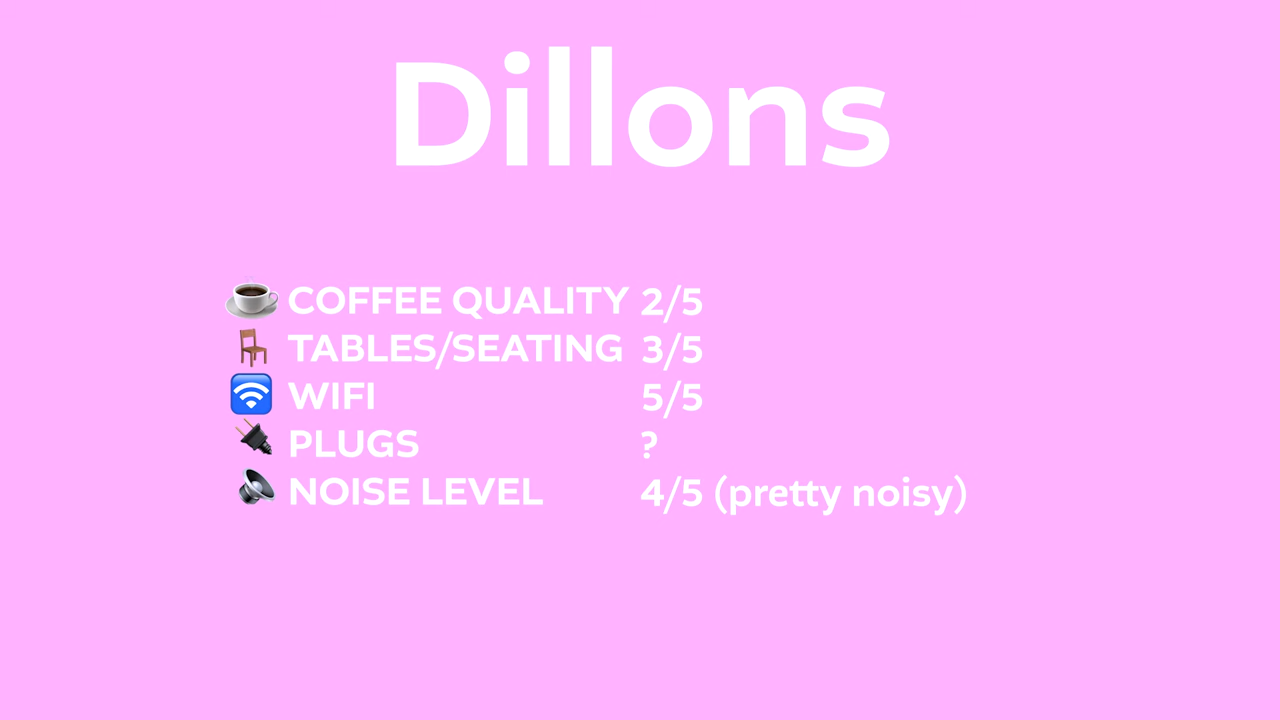 Dillons
COFFEE QUALITY 2/5
TABLES/SEATING 3/5
WIFI 5/5
PLUGS ?
NOISE LEVEL 4/5 (pretty noisy)